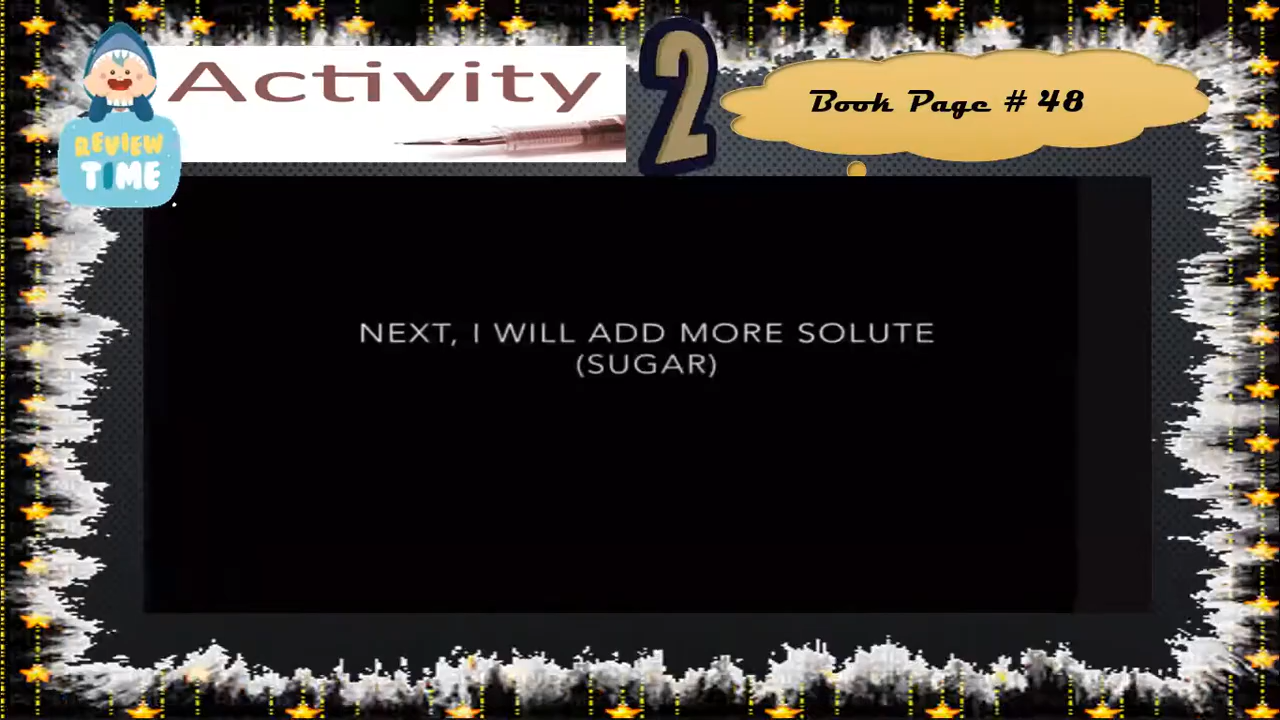 Activity
2
Book Page # 48
REVIEW
TIME
NEXT, I WILL ADD MORE SOLUTE
(SUGAR)